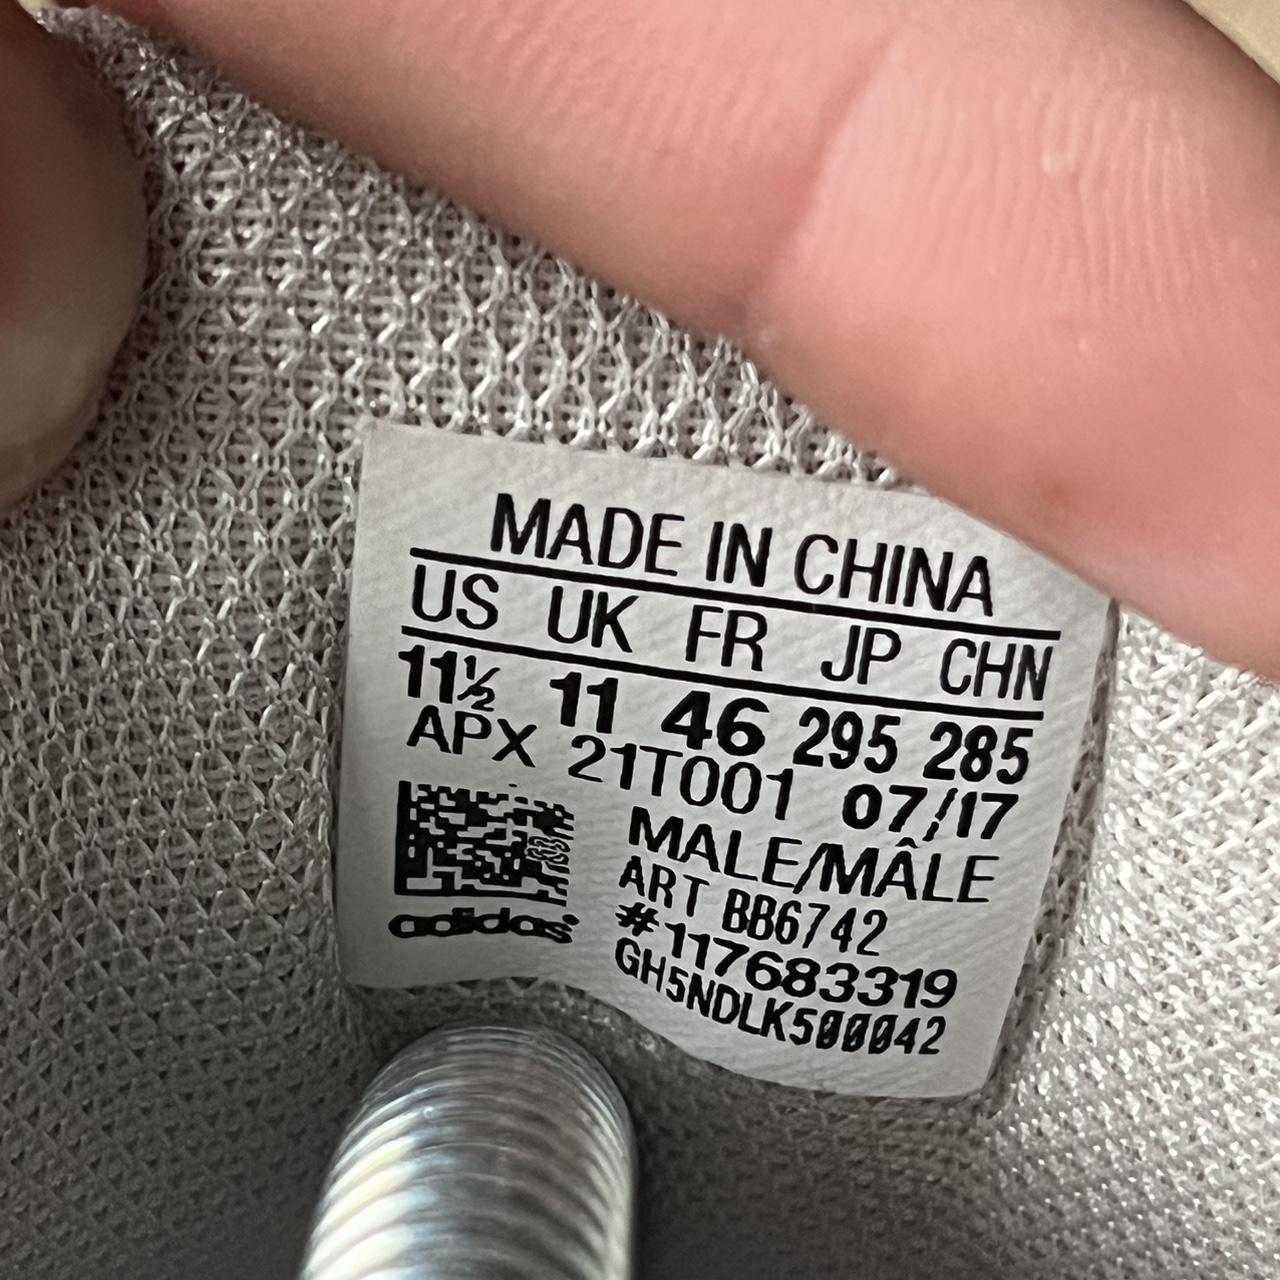 MADE IN CHINA
US UK FR JP CHN
11½ 11 46 295 285
APX 21T001 07/17
MALE/MÂLE
ART BB6742
#117683319
GH5NDLK500042
adidas